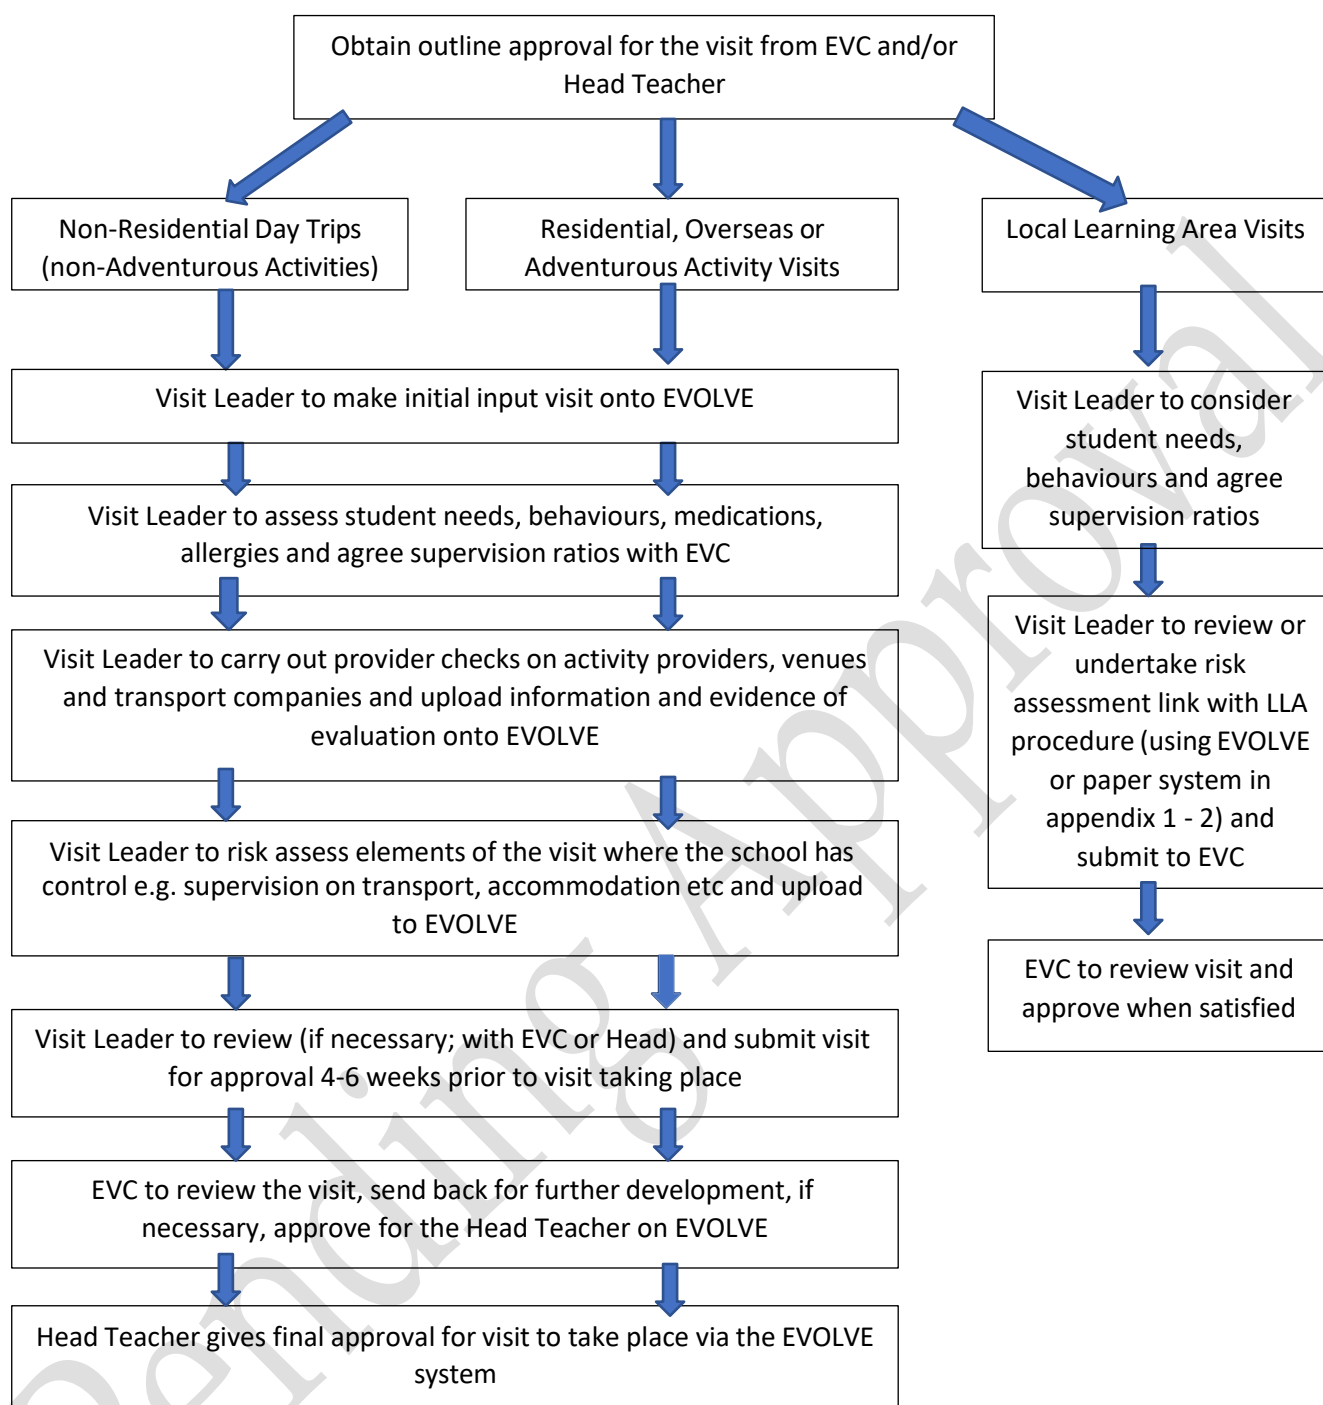 Obtain outline approval for the visit from EVC and/or
Head Teacher
Non-Residential Day Trips
(non-Adventurous Activities)
Residential, Overseas or
Adventurous Activity Visits
Local Learning Area Visits
Visit Leader to make initial input visit onto EVOLVE
Visit Leader to assess student needs, behaviours, medications,
allergies and agree supervision ratios with EVC
Visit Leader to carry out provider checks on activity providers, venues
and transport companies and upload information and evidence of
evaluation onto EVOLVE
Visit Leader to risk assess elements of the visit where the school has
control e.g. supervision on transport, accommodation etc and upload
to EVOLVE
Visit Leader to review (if necessary; with EVC or Head) and submit visit
for approval 4-6 weeks prior to visit taking place
EVC to review the visit, send back for further development, if
necessary, approve for the Head Teacher on EVOLVE
Head Teacher gives final approval for visit to take place via the EVOLVE
system
Visit Leader to consider
student needs,
behaviours and agree
supervision ratios
Visit Leader to review or
undertake risk
assessment link with LLA
procedure (using EVOLVE
or paper system in
appendix 1 - 2) and
submit to EVC
EVC to review visit and
approve when satisfied
Pending Approval